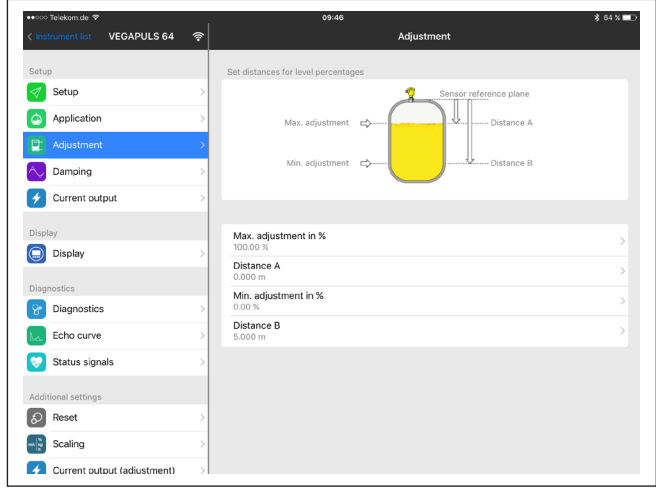 Telekom.de
09:46
64 %
Instrument list
VEGAPULS 64
Adjustment
Setup
Setup
Application
Adjustment
Damping
Current output
Display
Display
Diagnostics
Diagnostics
Echo curve
Status signals
Additional settings
Reset
Scaling
Current output (adjustment)
Set distances for level percentages
Sensor reference plane
Max. adjustment
Distance A
Min. adjustment
Distance B
Max. adjustment in %
100.00 %
Distance A
0.000 m
Min. adjustment in %
0.00 %
Distance B
5.000 m